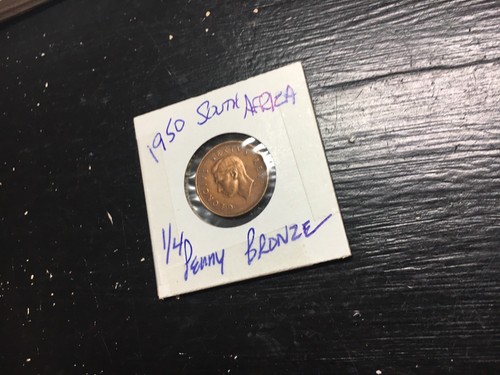 1950 SOUTH AFRICA
1/4 Penny BRONZE